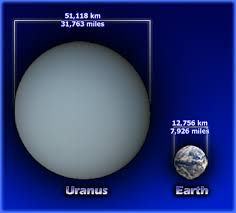 51,118 km
31,763 miles
12,756 km
7,926 miles
Uranus
Earth